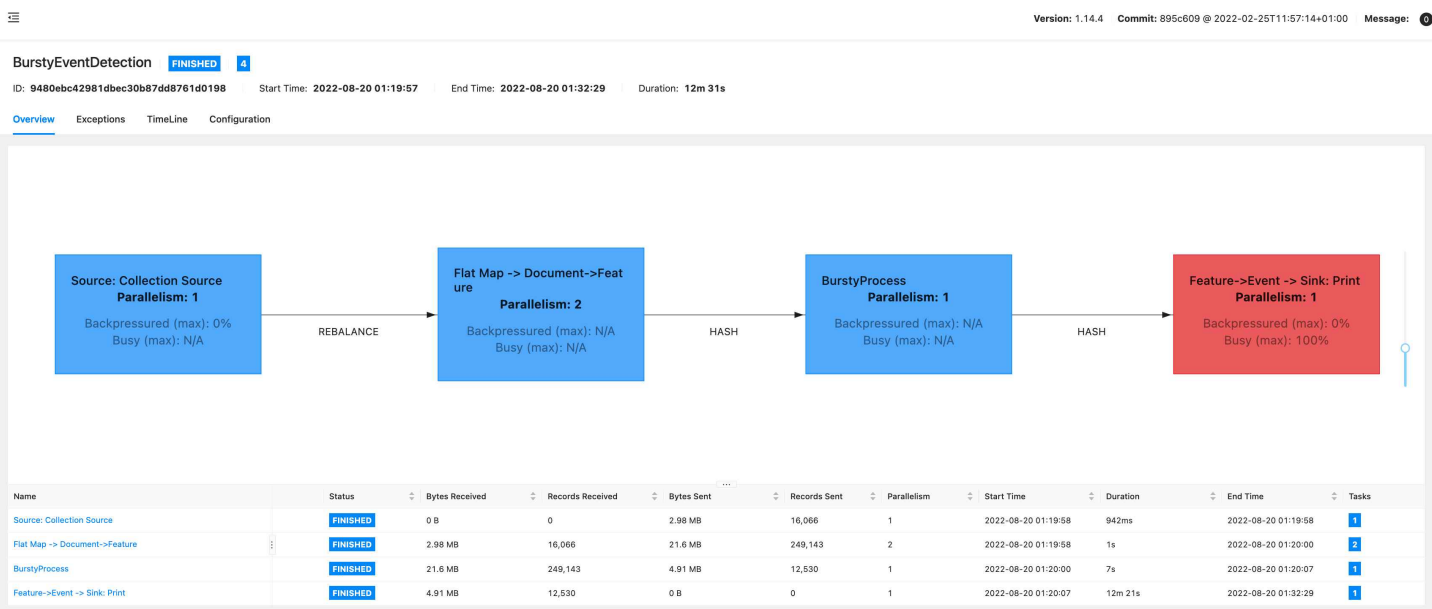 Version: 1.14.4 Commit: 895c609 @ 2022-02-25T11:57:14+01:00 Message: 0
BurstyEventDetection FINISHED 4
ID: 9480ebc42981dbec30b87dd8761d0198 Start Time: 2022-08-20 01:19:57 End Time: 2022-08-20 01:32:29 Duration: 12m 31s
Overview Exceptions TimeLine Configuration
Source: Collection Source
Parallelism: 1
Backpressured (max): 0%
Busy (max): N/A
REBALANCE
Flat Map -> Document->Feat
ure
Parallelism: 2
Backpressured (max): N/A
Busy (max): N/A
HASH
BurstyProcess
Parallelism: 1
Backpressured (max): N/A
Busy (max): N/A
HASH
Feature->Event -> Sink: Print
Parallelism: 1
Backpressured (max): 0%
Busy (max): 100%
Name Status Bytes Received Records Received Bytes Sent Records Sent Parallelism Start Time Duration End Time Tasks
Source: Collection Source FINISHED 0 B 0 2.98 MB 16,066 1 2022-08-20 01:19:58 942ms 2022-08-20 01:19:58 1
Flat Map -> Document->Feature FINISHED 2.98 MB 16,066 21.6 MB 249,143 2 2022-08-20 01:19:58 1s 2022-08-20 01:20:00 2
BurstyProcess FINISHED 21.6 MB 249,143 4.91 MB 12,530 1 2022-08-20 01:20:00 7s 2022-08-20 01:20:07 1
Feature->Event -> Sink: Print FINISHED 4.91 MB 12,530 0 B 0 1 2022-08-20 01:20:07 12m 21s 2022-08-20 01:32:29 1